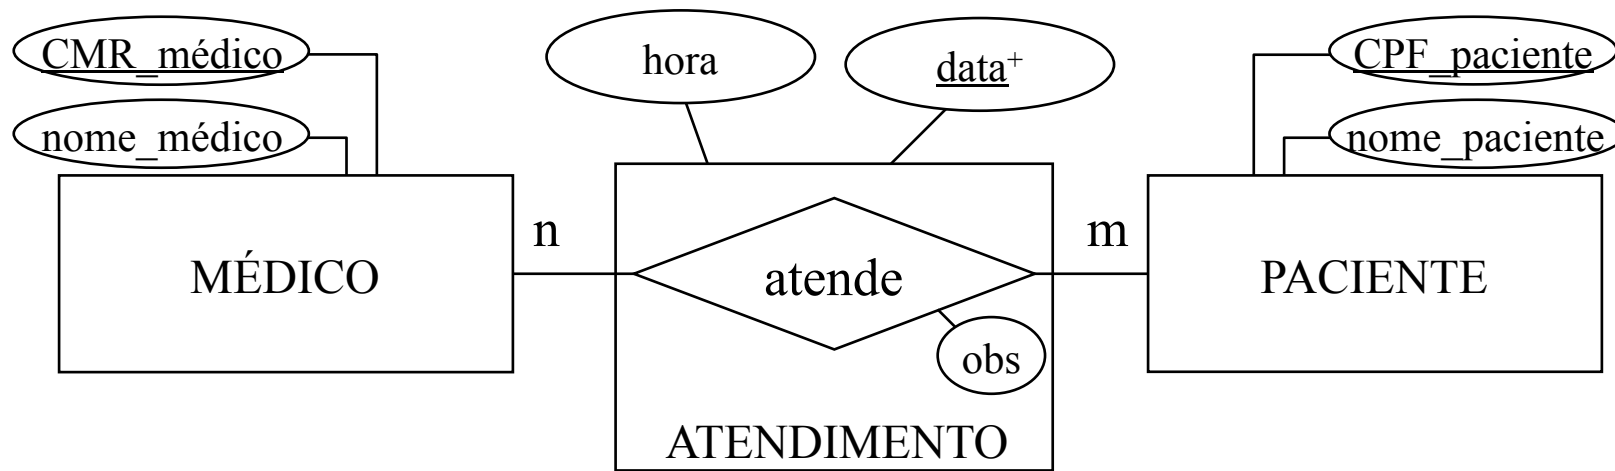 CMR_médico
hora
data+
CPF_paciente
nome_médico
nome_paciente
n
m
MÉDICO
atende
PACIENTE
obs
ATENDIMENTO